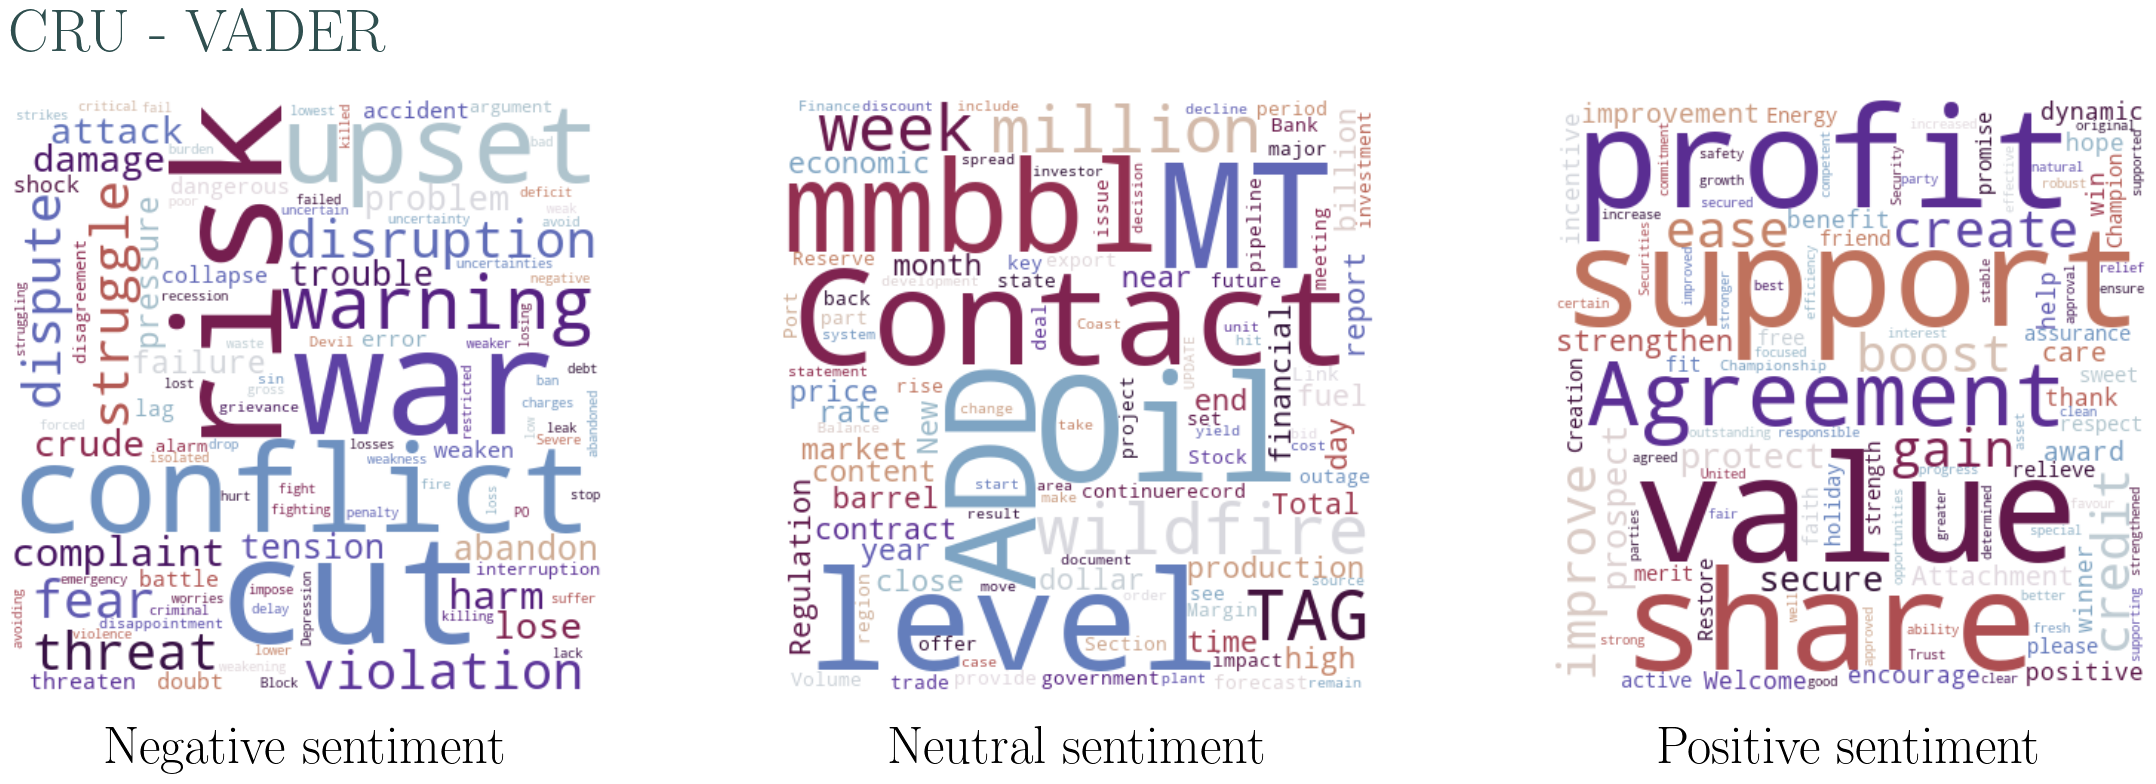 CRU - VADER
strikes critical fail lowest killed accident argument
attack burden upset bad
damage risk
shock dangerous problem deficit
poor failed uncertain uncertainty weak avoid
dispute struggle pressure disruption
disagreement collapse trouble uncertainties negative
struggling recession warning losing
failure waste Devil error weaker
lost sin gross war restricted ban debt
lag grievance charges abandoned
forced crude alarm drop losses low leak Severe
isolated weakness weaken
conflict hurt fight fire loss stop
fighting penalty PO
complaint tension abandon
emergency battle impose interruption
avoiding fear worries criminal delay Depression cut harm suffer
disappointment killing
violence lower lose
threat weakening lack
threaten doubt Block violation
Negative sentiment
Finance discount include decline period
week million Bank major billion investment
economic spread investor issue decision
mmbbl MT pipeline meeting
Reserve month key export near
development state future report
Port back part system Contact deal Coast unit hit
statement UPDATE financial
price rise ADD Oil Link
rate New change project end fuel
Balance take set yield bid cost day
market Stock
content start area make outage
barrel result continuerecord Total
Regulation contract wildfire
year document
close move dollar production source
region level order see Margin TAG
offer Section time
case impact high
Volume trade provide government plant forecast remain
Neutral sentiment
incentive improvement Energy increased dynamic original
profit commitment safety competent promise hope supported
growth Security party effective natural robust
increase secured benefit win Champion
ease friend create
Securities improved support stable help relief
certain stronger best efficiency approval ensure
strengthen free interest assurance
focused boost care
Creation fit Championship sweet
Agreement thank
clean respect
outstanding responsible asset
agreed protect gain award
improve prospect United progress relieve
value strength
parties fair faith holiday greater determined opportunities special favour credit strengthened
merit Restore secure Attachment winner
share well better
strong approved ability fresh supporting
Trust please
active Welcome good encourage clear positive
Positive sentiment